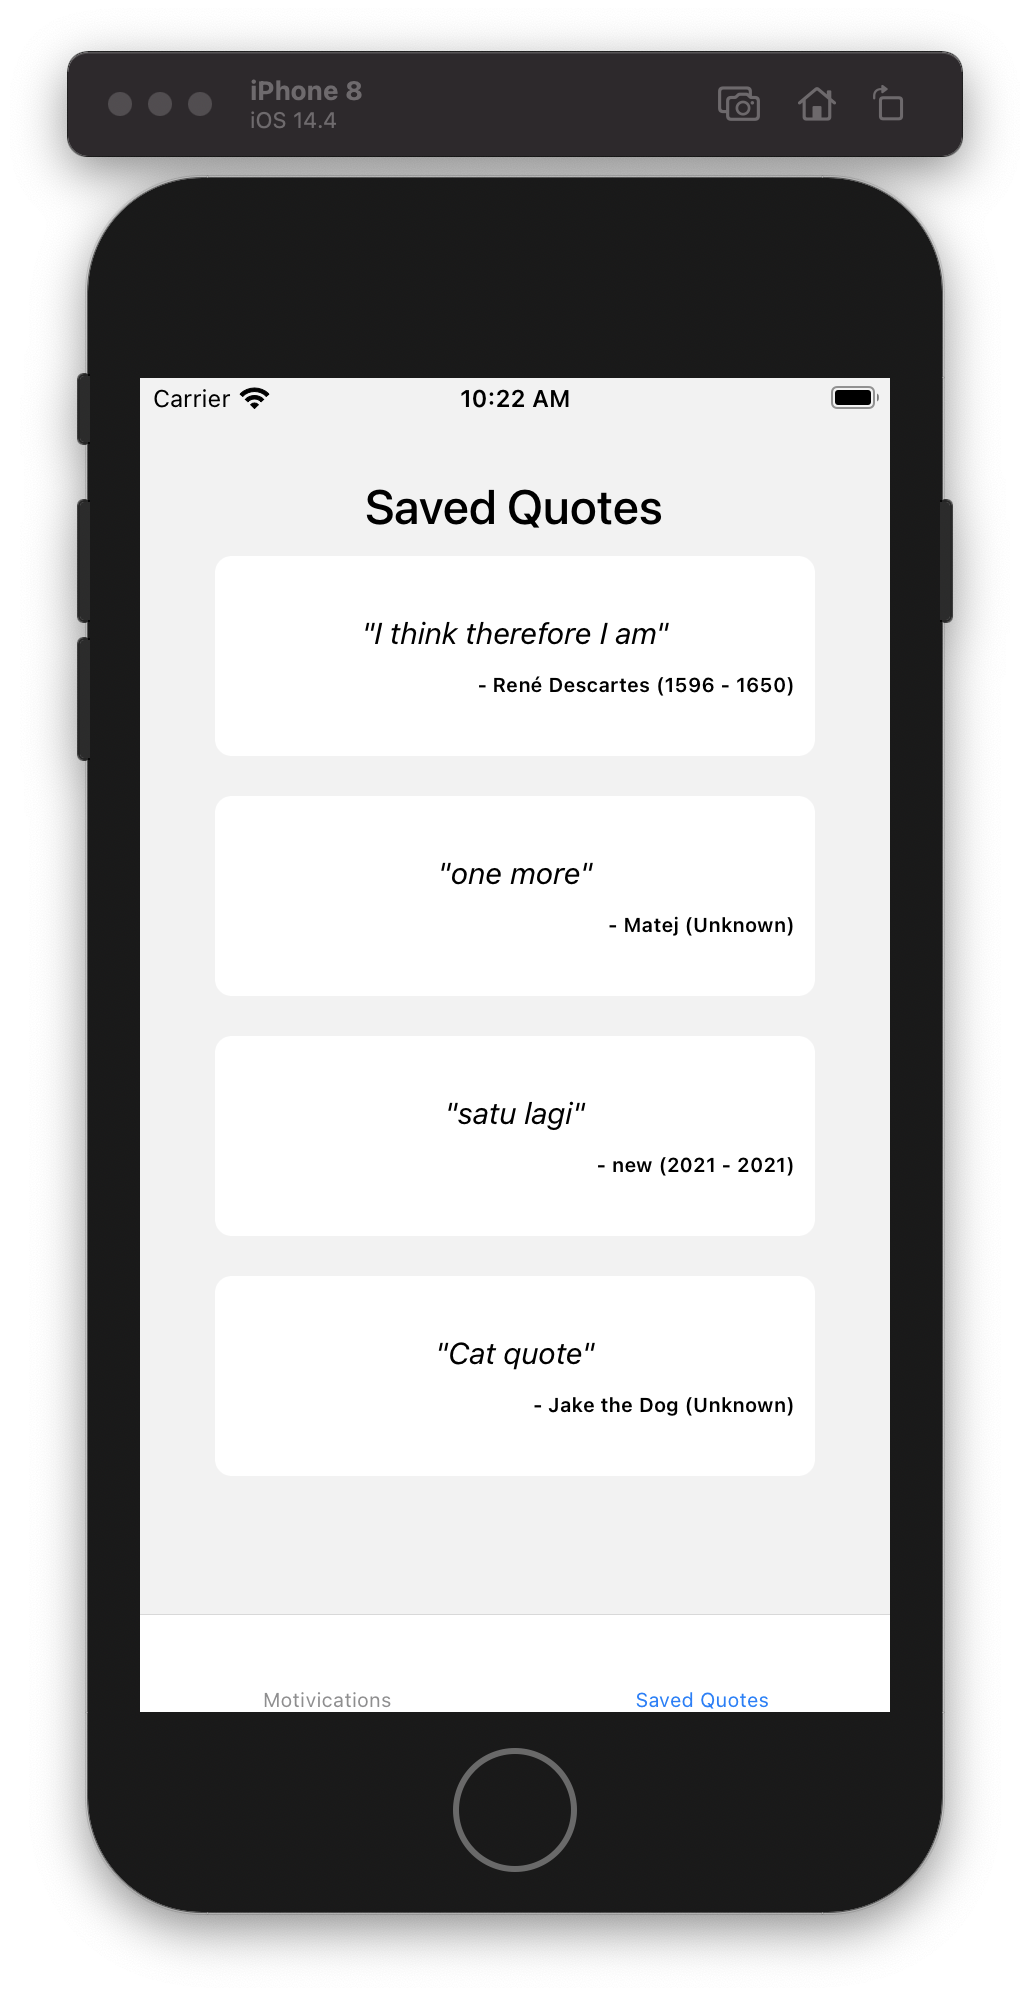 iPhone 8
iOS 14.4
Carrier 10:22 AM
Saved Quotes
"I think therefore I am"
- René Descartes (1596 - 1650)
"one more"
- Matej (Unknown)
"satu lagi"
- new (2021 - 2021)
"Cat quote"
- Jake the Dog (Unknown)
Motivications Saved Quotes